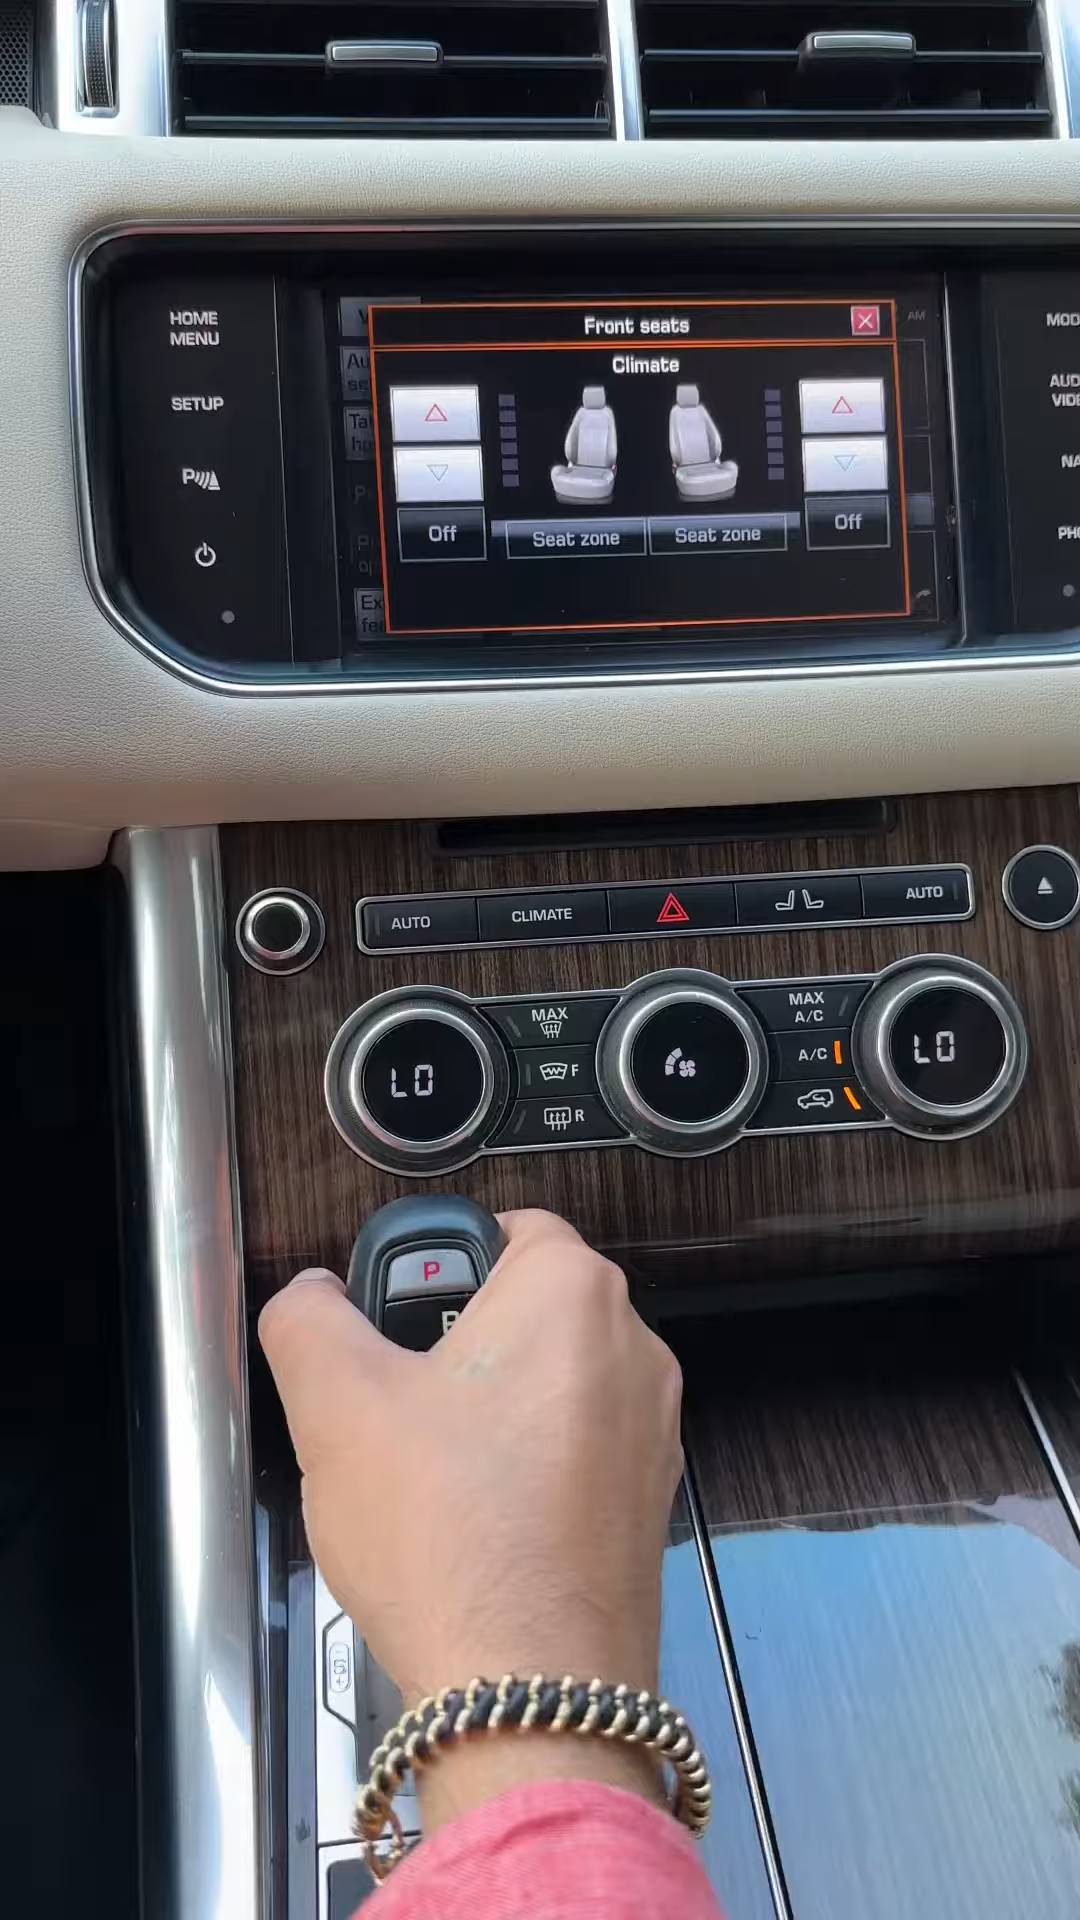 HOME
MENU
SETUP
P
AM
Front seats
Climate
Off
Seat zone
Seat zone
Off
AUTO
CLIMATE
AUTO
MAX
F
R
MAX
A/C
A/C
LO
LO
P